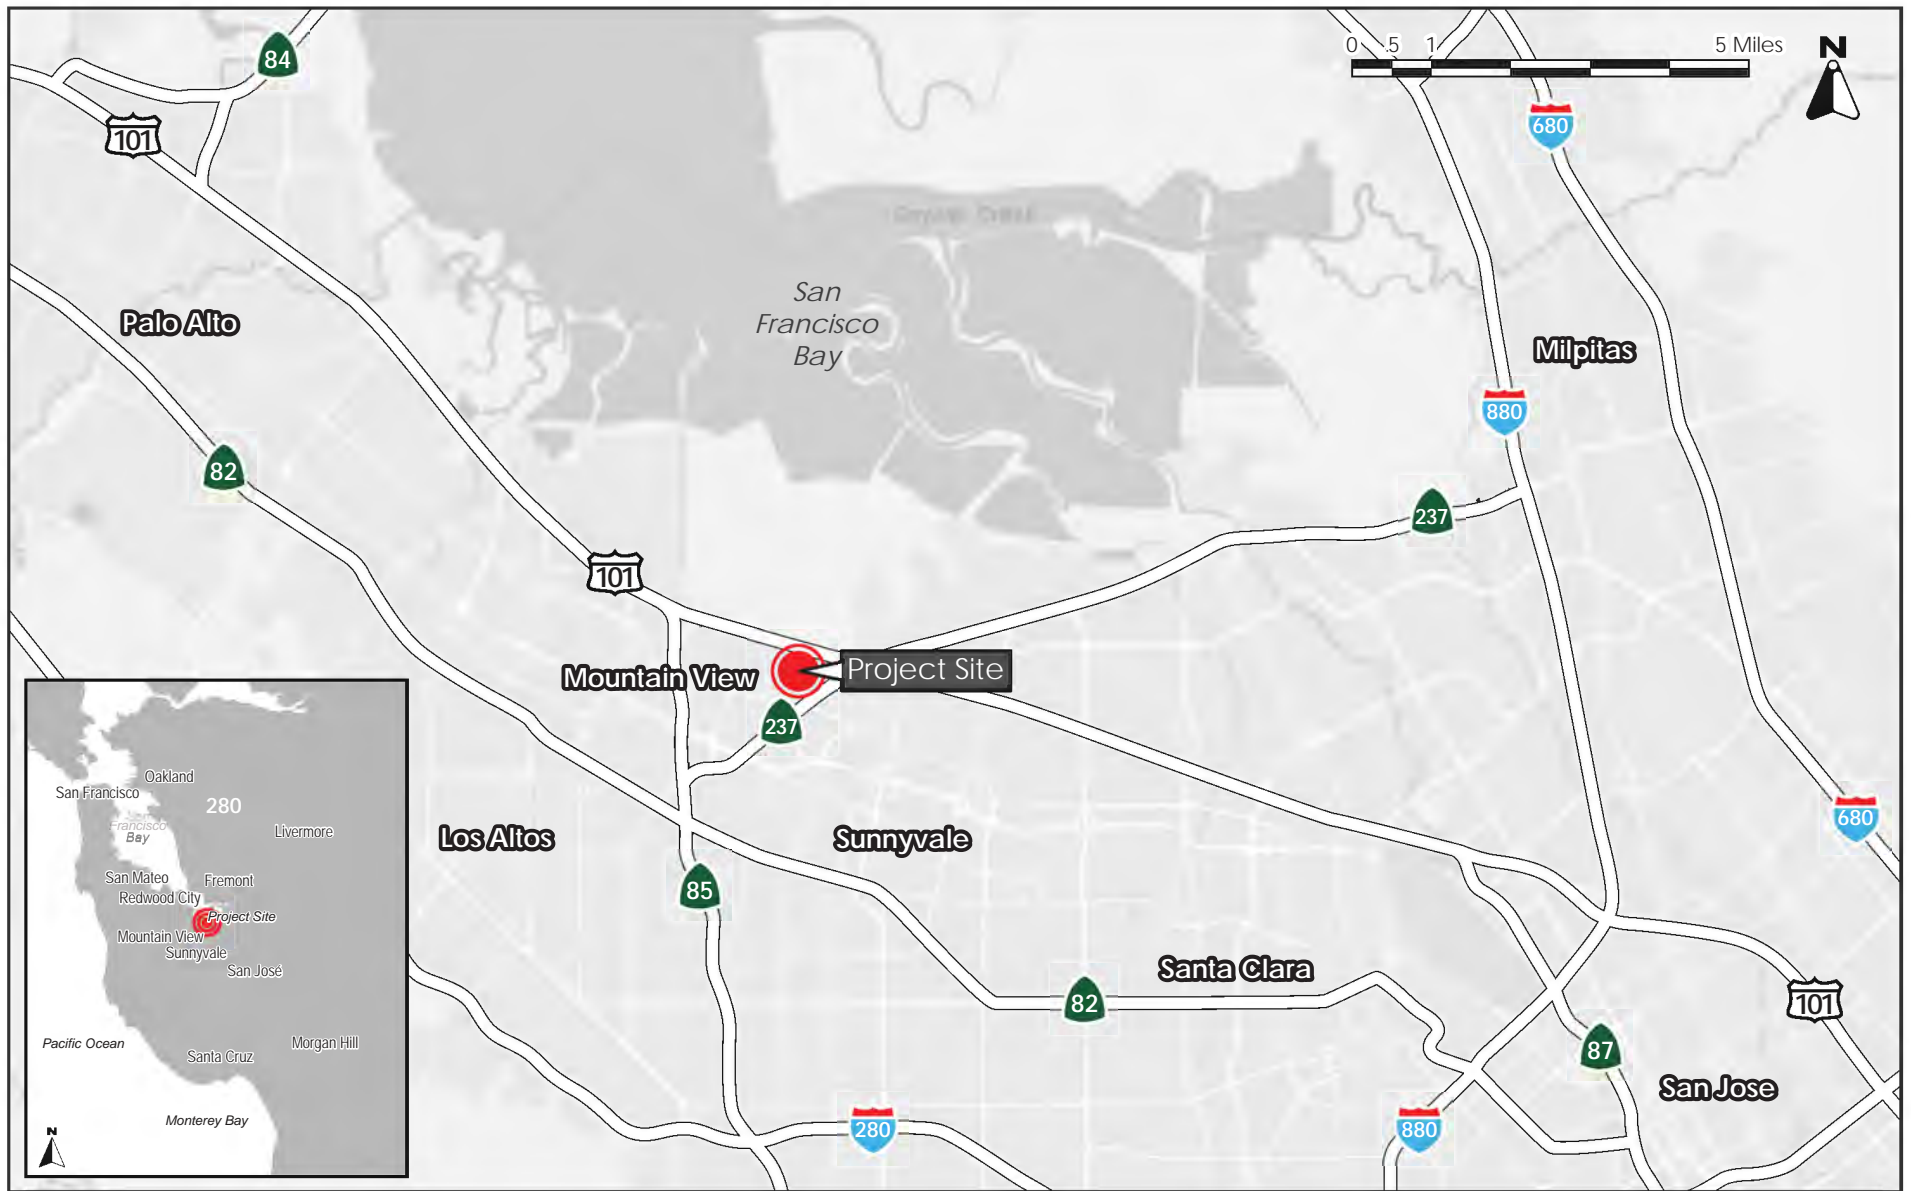 84
0 .5 1 5 Miles
N
101
680
San
Francisco
Bay
Palo Alto
Milpitas
880
82
237
101
Mountain View
Project Site
237
Oakland
San Francisco
280
Francisco
Bay
Livermore
San Mateo
Fremont
Redwood City
Project Site
Mountain View
Sunnyvale
San José
Pacific Ocean
Santa Cruz
Morgan Hill
Monterey Bay
N
Los Altos
Sunnyvale
680
85
Santa Clara
82
101
87
San Jose
280
880